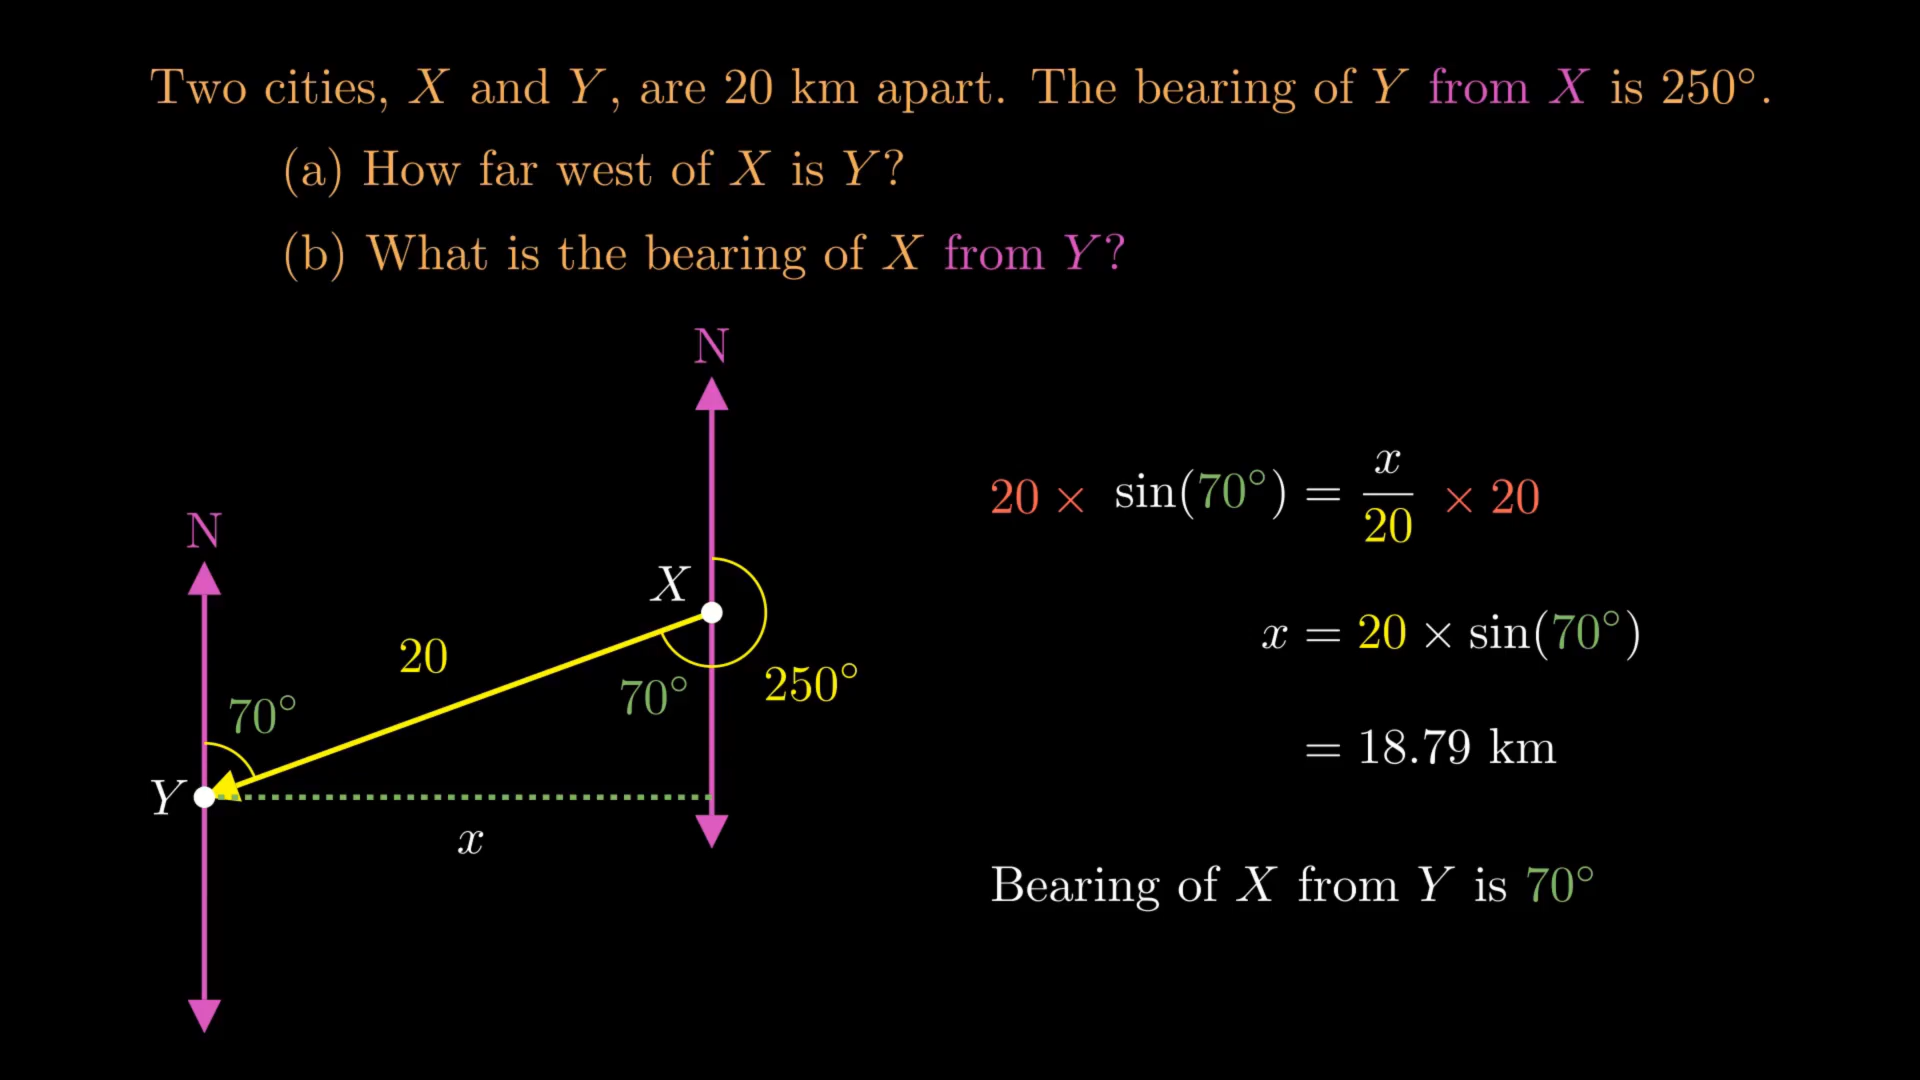 Two cities, X and Y, are 20 km apart. The bearing of Y from X is 250°.
(a) How far west of X is Y?
(b) What is the bearing of X from Y?
N
N
X
20
250°
70°
70°
Y
x
20 × sin(70°) = x/20 × 20
x = 20 × sin(70°)
= 18.79 km
Bearing of X from Y is 70°